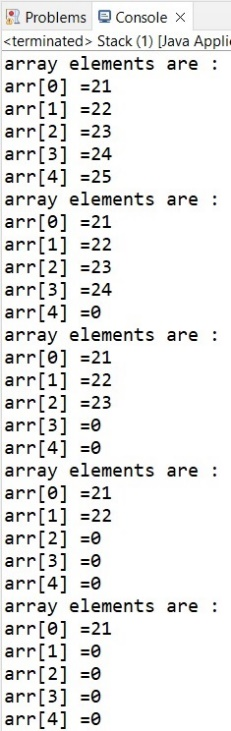 Problems Console
<terminated> Stack (1) [Java Appli
array elements are :
arr[0] =21
arr[1] =22
arr[2] =23
arr[3] =24
arr[4] =25
array elements are :
arr[0] =21
arr[1] =22
arr[2] =23
arr[3] =24
arr[4] =0
array elements are :
arr[0] =21
arr[1] =22
arr[2] =23
arr[3] =0
arr[4] =0
array elements are :
arr[0] =21
arr[1] =22
arr[2] =0
arr[3] =0
arr[4] =0
array elements are :
arr[0] =21
arr[1] =0
arr[2] =0
arr[3] =0
arr[4] =0